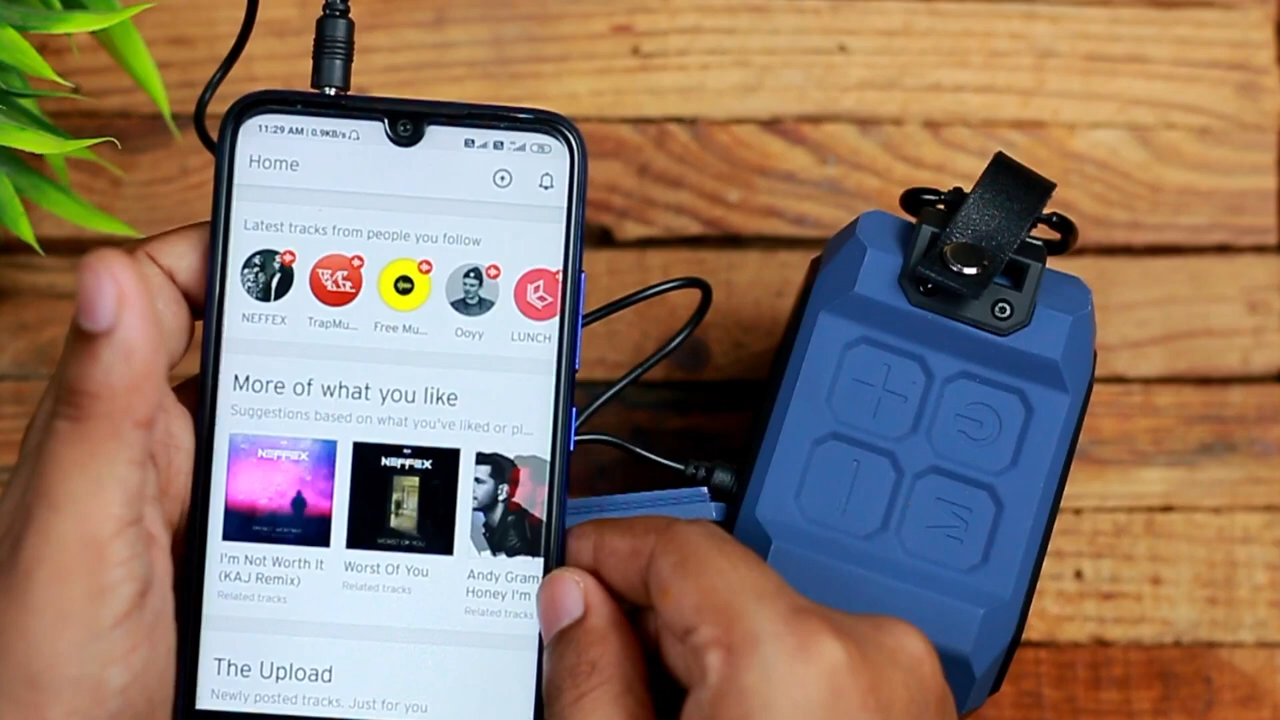 11:29 AM | 0.9KB/s
Home
Latest tracks from people you follow
NEFFEX
TrapMu...
Free Mu...
Ooyy
LUNCH
More of what you like
Suggestions based on what you've liked or pl...
NEFFEX
NEFFEX
WORST OF YOU
I'm Not Worth It
(KAJ Remix)
Related tracks
Worst Of You
Related tracks
Andy Gram
Honey I'm
Related tracks
The Upload
Newly posted tracks. Just for you
M